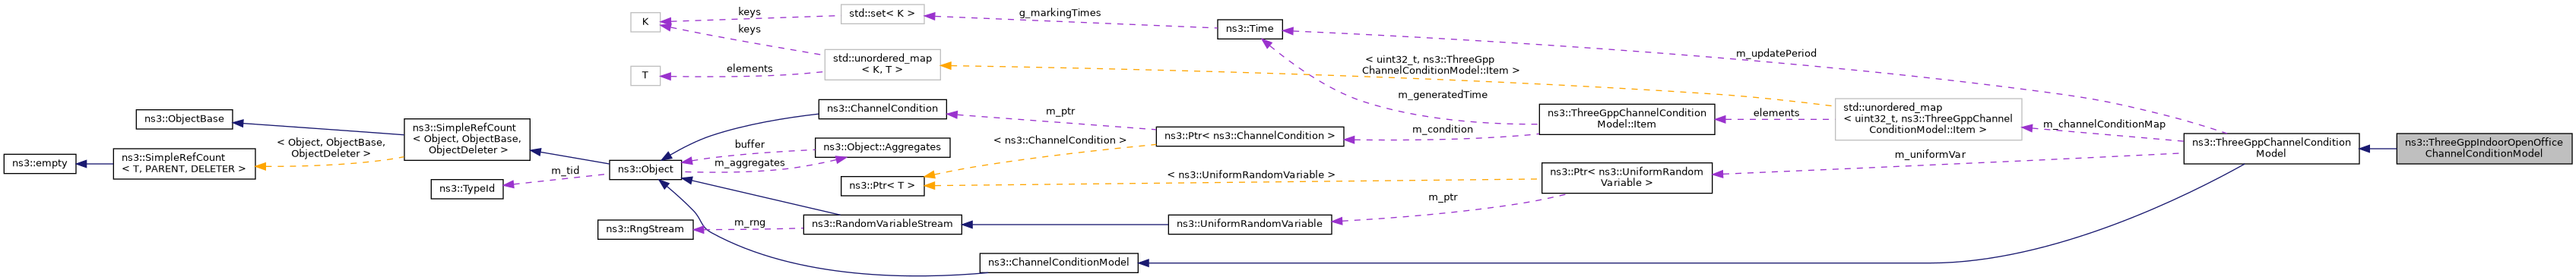 K
keys
std::set< K >
g_markingTimes
ns3::Time
keys
std::unordered_map
< K, T >
T
elements
m_updatePeriod
< uint32_t, ns3::ThreeGpp
ChannelConditionModel::Item >
m_generatedTime
ns3::ObjectBase
ns3::SimpleRefCount
< Object, ObjectBase,
ObjectDeleter >
< Object, ObjectBase,
ObjectDeleter >
ns3::empty
ns3::SimpleRefCount
< T, PARENT, DELETER >
ns3::ChannelCondition
m_ptr
ns3::Ptr< ns3::ChannelCondition >
m_condition
ns3::ThreeGppChannelCondition
Model::Item
elements
std::unordered_map
< uint32_t, ns3::ThreeGppChannel
ConditionModel::Item >
m_channelConditionMap
ns3::ThreeGppChannelCondition
Model
ns3::ThreeGppIndoorOpenOffice
ChannelConditionModel
buffer
ns3::Object::Aggregates
m_aggregates
< ns3::ChannelCondition >
ns3::Object
m_tid
ns3::TypeId
ns3::Ptr< T >
< ns3::UniformRandomVariable >
ns3::Ptr< ns3::UniformRandom
Variable >
m_uniformVar
m_ptr
ns3::RngStream
m_rng
ns3::RandomVariableStream
ns3::UniformRandomVariable
ns3::ChannelConditionModel